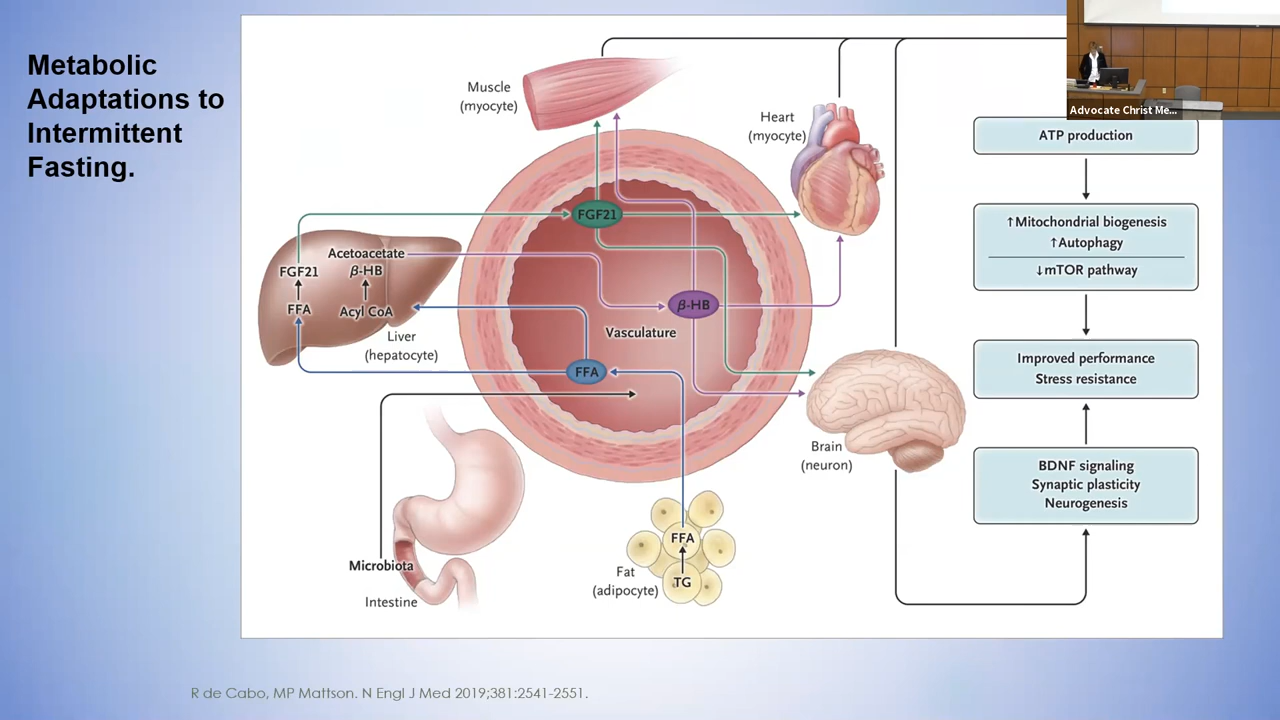 Metabolic
Adaptations to
Intermittent
Fasting.
Muscle
(myocyte)
Heart
(myocyte)
Advocate Christ Me...
ATP production
↑Mitochondrial biogenesis
↑Autophagy
↓mTOR pathway
Improved performance
Stress resistance
BDNF signaling
Synaptic plasticity
Neurogenesis
FGF21
Acetoacetate
FGF21
β-HB
FFA
Acyl CoA
Liver
(hepatocyte)
β-HB
Vasculature
FFA
Brain
(neuron)
Microbiota
Intestine
FFA
Fat
(adipocyte)
TG
R de Cabo, MP Mattson. N Engl J Med 2019;381:2541-2551.